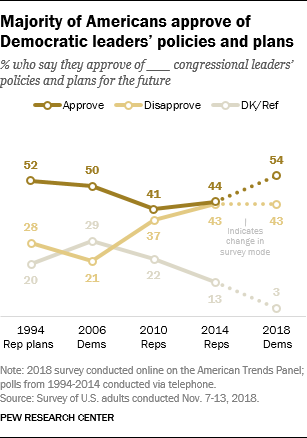 Majority of Americans approve of
Democratic leaders' policies and plans
% who say they approve of ___ congressional leaders'
policies and plans for the future
Approve Disapprove DK/Ref
52 50 41 44 54
28 21 37 43 43
20 29 22 13 3
indicates
change in
survey mode
1994 2006 2010 2014 2018
Rep plans Dems Reps Reps Dems
Note: 2018 survey conducted online on the American Trends Panel;
polls from 1994-2014 conducted via telephone.
Source: Survey of U.S. adults conducted Nov. 7-13, 2018.
PEW RESEARCH CENTER